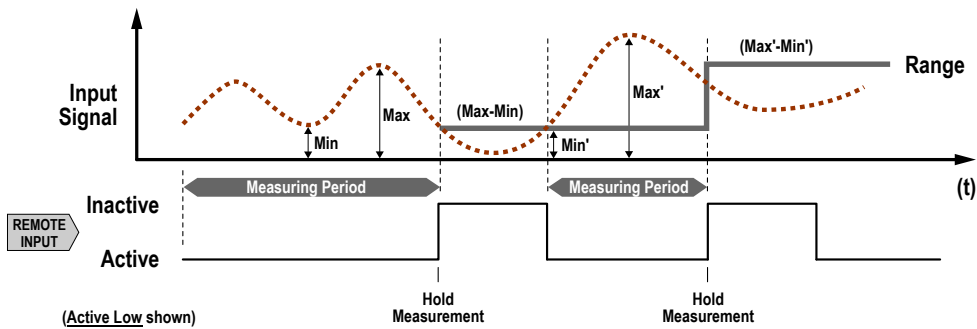 (Max'-Min')
Range
Input
Signal
Max
(Max-Min)
Max'
Min
Min'
Measuring Period
Measuring Period
(t)
Inactive
REMOTE
INPUT
Active
Hold
Measurement
Hold
Measurement
(Active Low shown)